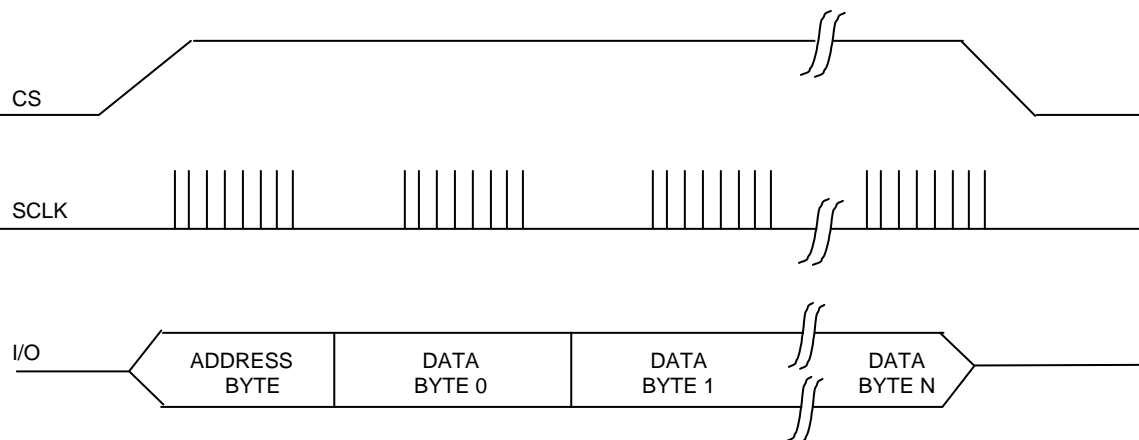 CS
SCLK
I/O
ADDRESS
BYTE
DATA
BYTE 0
DATA
BYTE 1
DATA
BYTE N